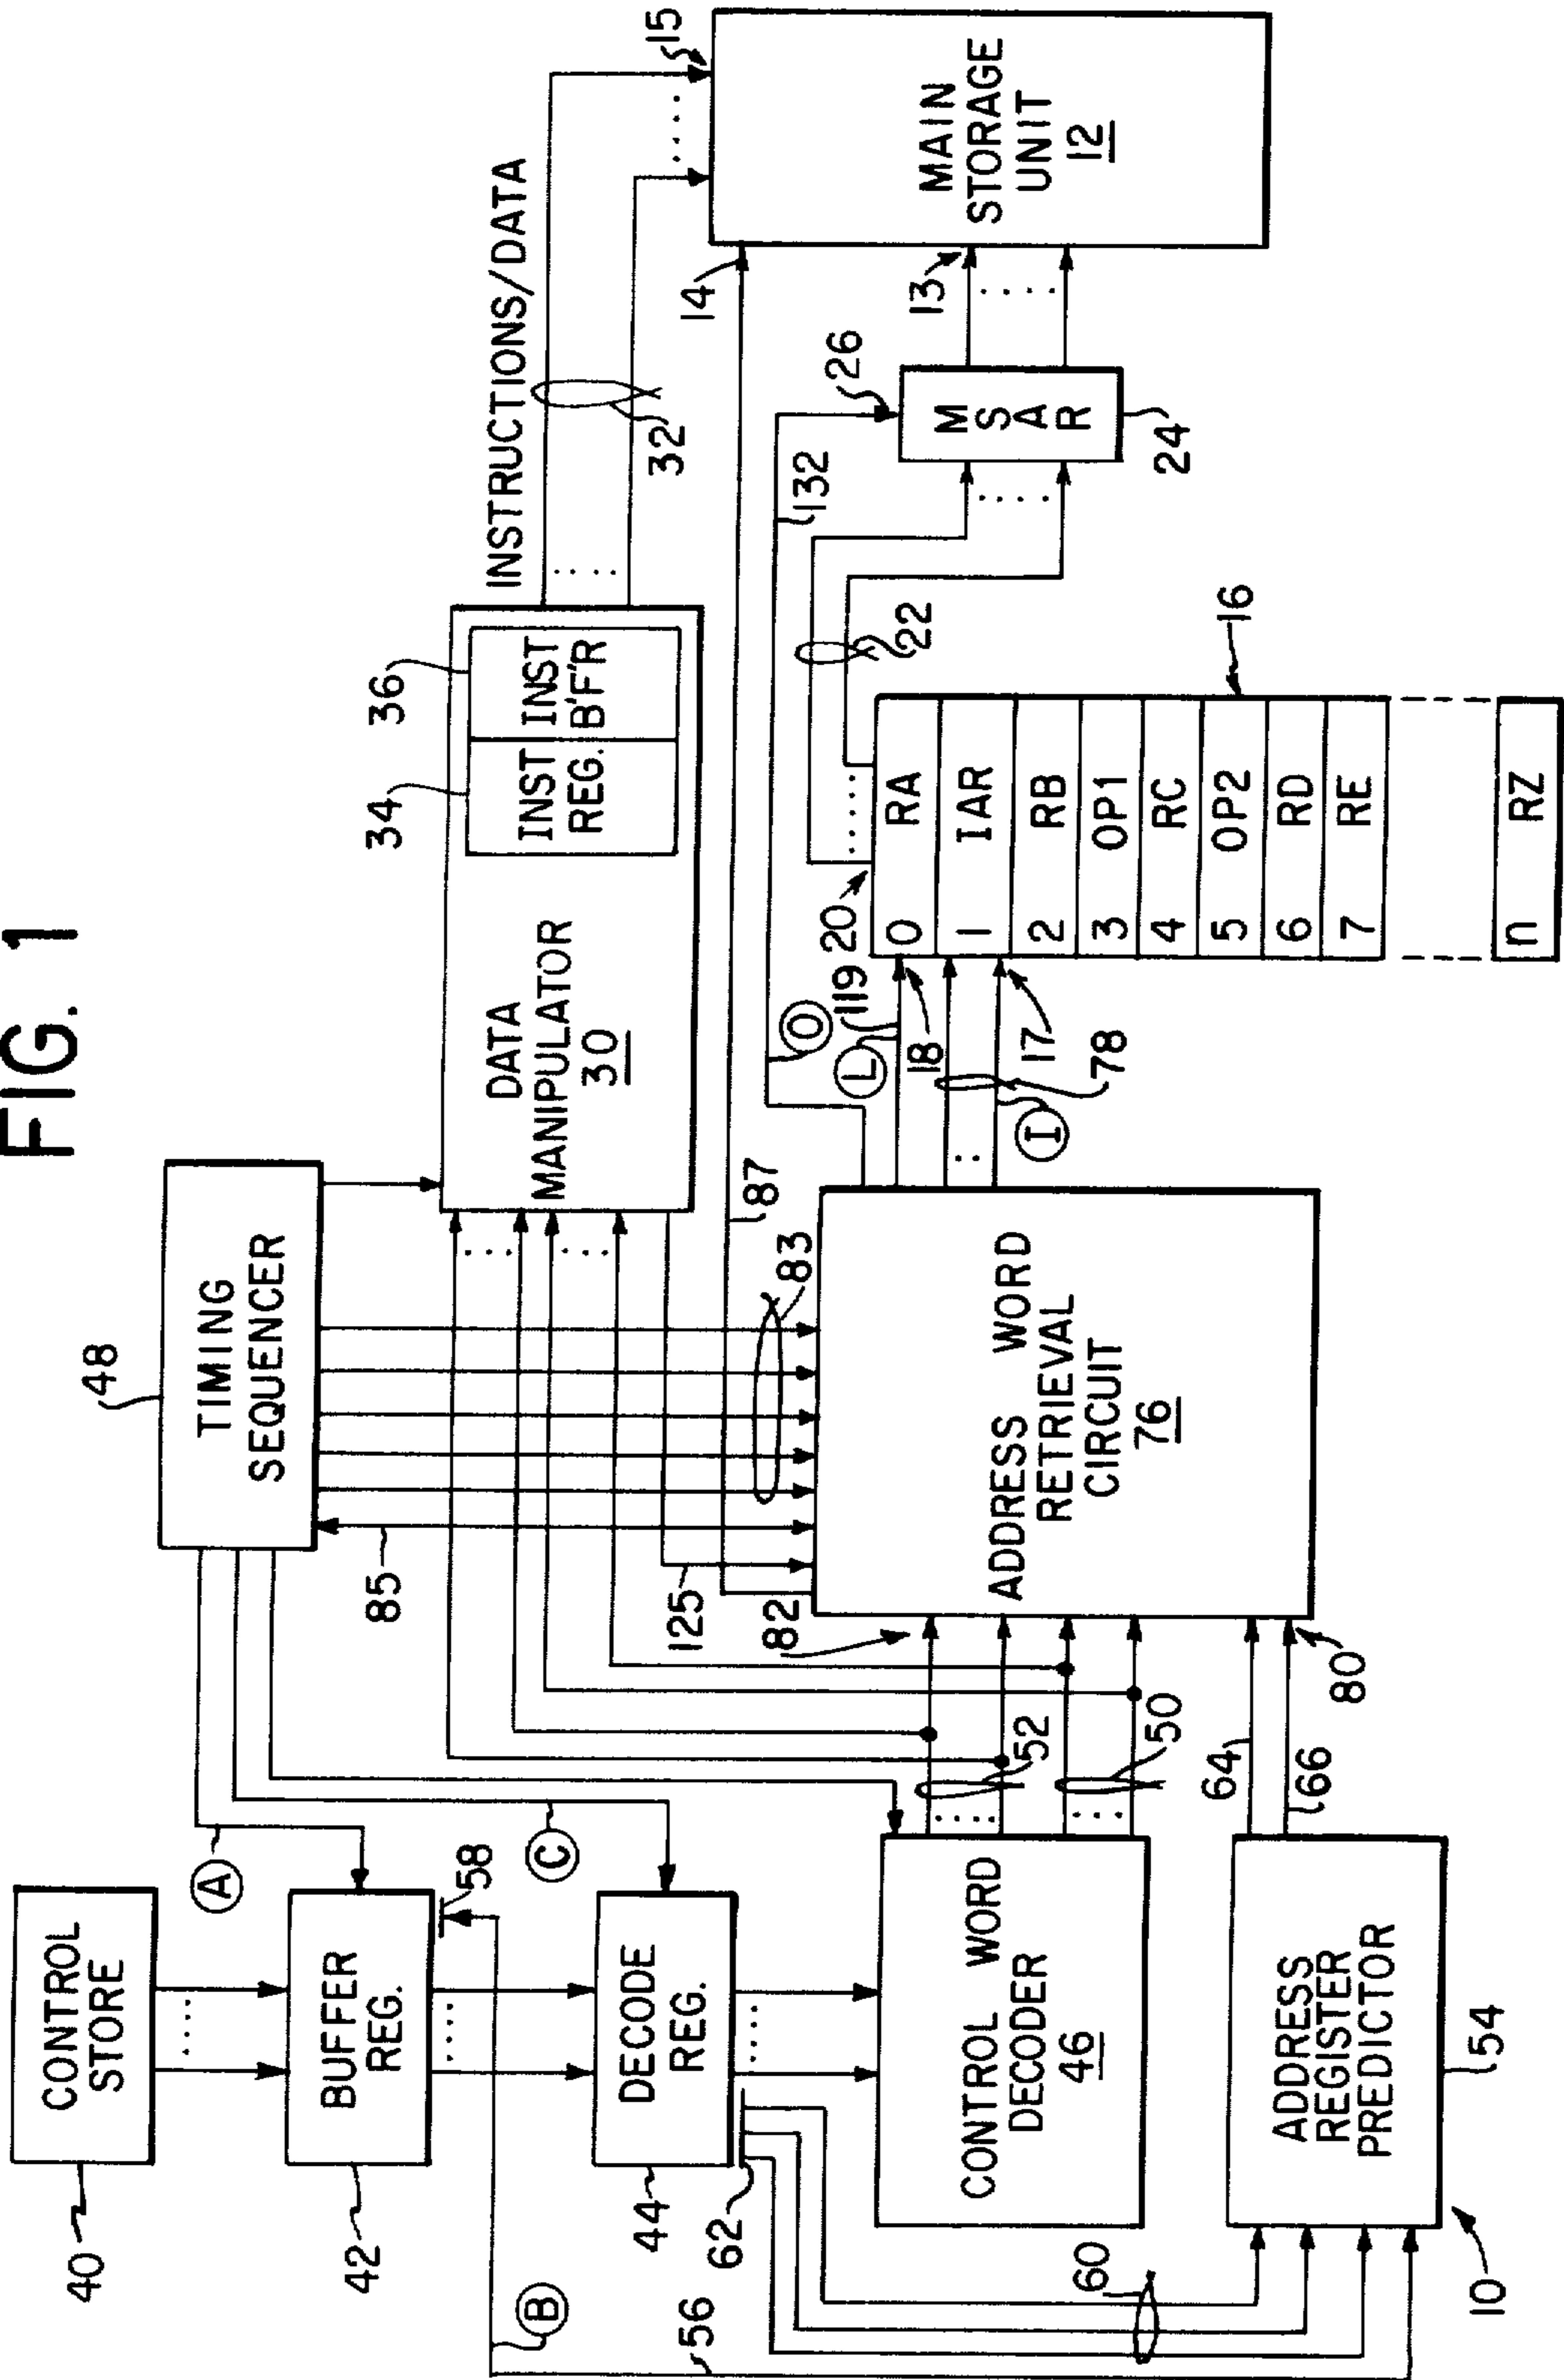 FIG. 1
40
CONTROL
STORE
A
48
TIMING
SEQUENCER
42
BUFFER
REG.
58
C
85
DATA
MANIPULATOR
30
34
INST
REG.
36
INST
B'F'R
INSTRUCTIONS/DATA
32
15
B
44
DECODE
REG.
62
125
82
83
87
14
MAIN
STORAGE
UNIT
12
13
56
CONTROL WORD
DECODER
46
52
50
ADDRESS WORD
RETRIEVAL
CIRCUIT
76
O
L
119
18
17
78
I
132
26
MSAR
24
22
20
16
0 RA
1 IAR
2 RB
3 OP1
4 RC
5 OP2
6 RD
7 RE
n RZ
60
64
66
80
ADDRESS
REGISTER
PREDICTOR
54
10